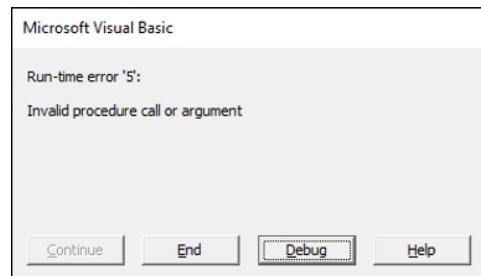 Microsoft Visual Basic
Run-time error '5':
Invalid procedure call or argument
Continue End Debug Help